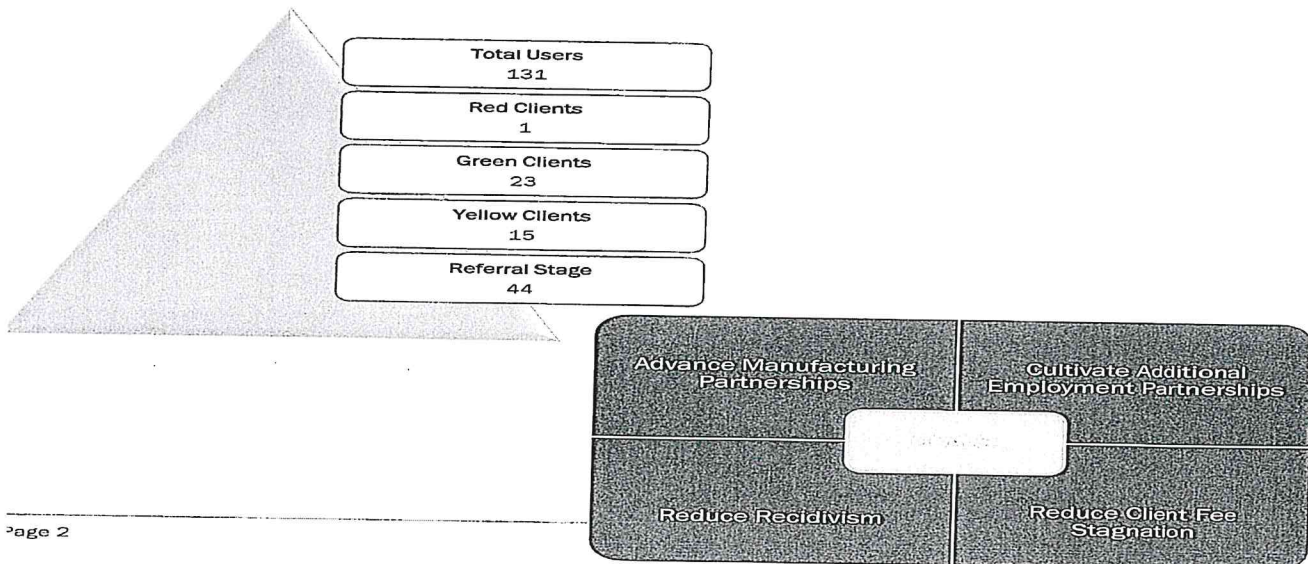 Total Users
131
Red Clients
1
Green Clients
23
Yellow Clients
15
Referral Stage
44
Advance Manufacturing
Partnerships
Cultivate Additional
Employment Partnerships
Reduce Recidivism
Reduce Client Fee
Stagnation
Page 2